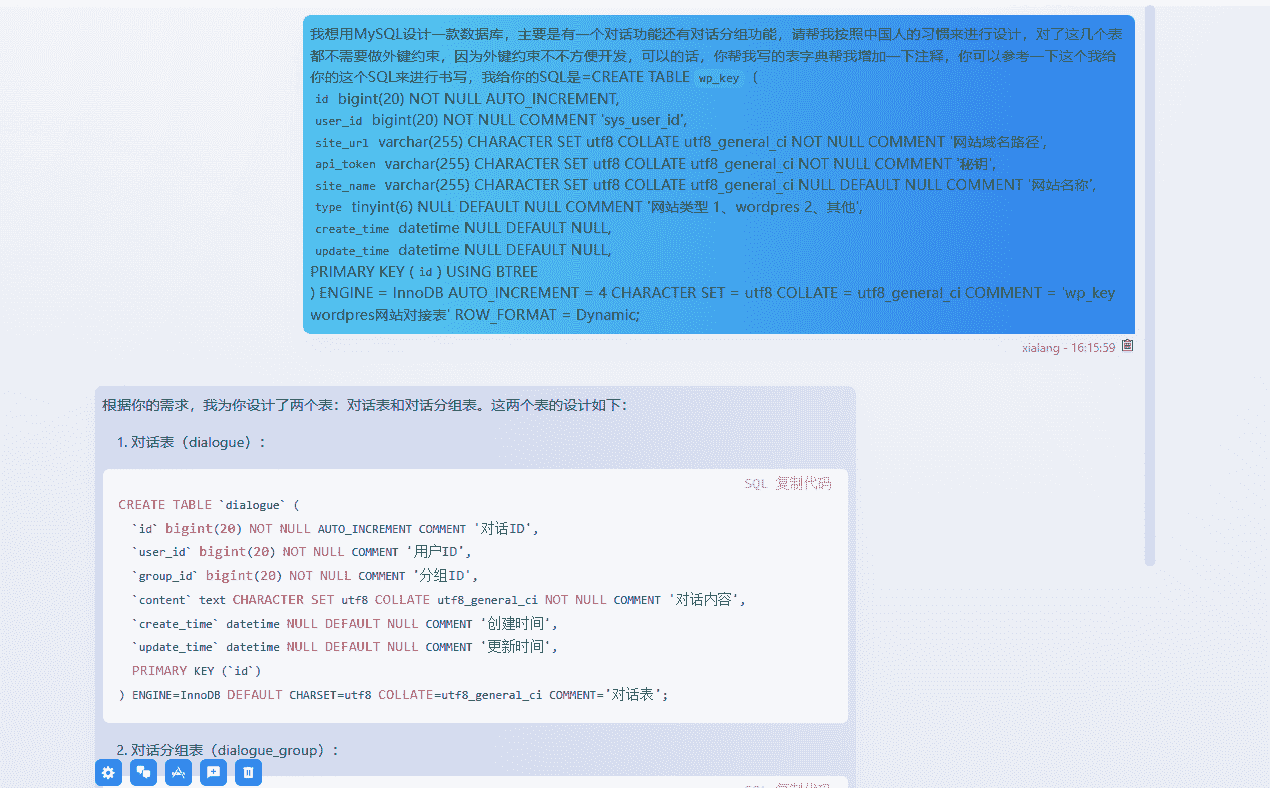 我想用MySQL设计一款数据库，主要是有一个对话功能还有对话分组功能，请帮我按照中国人的习惯来进行设计，对了这几个表
都不需要做外键约束，因为外键约束不不方便开发，可以的话，你帮我写的表字典帮我增加一下注释，你可以参考一下这个我给
你的这个SQL来进行书写，我给你的SQL是=CREATE TABLE wp_key (
id bigint(20) NOT NULL AUTO_INCREMENT,
user_id bigint(20) NOT NULL COMMENT 'sys_user_id',
site_url varchar(255) CHARACTER SET utf8 COLLATE utf8_general_ci NOT NULL COMMENT '网站域名路径',
api_token varchar(255) CHARACTER SET utf8 COLLATE utf8_general_ci NOT NULL COMMENT '秘钥',
site_name varchar(255) CHARACTER SET utf8 COLLATE utf8_general_ci NULL DEFAULT NULL COMMENT '网站名称',
type tinyint(6) NULL DEFAULT NULL COMMENT '网站类型 1、wordpres 2、其他',
create_time datetime NULL DEFAULT NULL,
update_time datetime NULL DEFAULT NULL,
PRIMARY KEY ( id ) USING BTREE
) ENGINE = InnoDB AUTO_INCREMENT = 4 CHARACTER SET = utf8 COLLATE = utf8_general_ci COMMENT = 'wp_key
wordpres网站对接表' ROW_FORMAT = Dynamic;
xialang - 16:15:59
根据你的需求，我为你设计了两个表：对话表和对话分组表。这两个表的设计如下：
1. 对话表（dialogue）：
SQL 复制代码
CREATE TABLE `dialogue` (
`id` bigint(20) NOT NULL AUTO_INCREMENT COMMENT '对话ID',
`user_id` bigint(20) NOT NULL COMMENT '用户ID',
`group_id` bigint(20) NOT NULL COMMENT '分组ID',
`content` text CHARACTER SET utf8 COLLATE utf8_general_ci NOT NULL COMMENT '对话内容',
`create_time` datetime NULL DEFAULT NULL COMMENT '创建时间',
`update_time` datetime NULL DEFAULT NULL COMMENT '更新时间',
PRIMARY KEY (`id`)
) ENGINE=InnoDB DEFAULT CHARSET=utf8 COLLATE=utf8_general_ci COMMENT='对话表';
2. 对话分组表（dialogue_group）：
SQL 复制代码